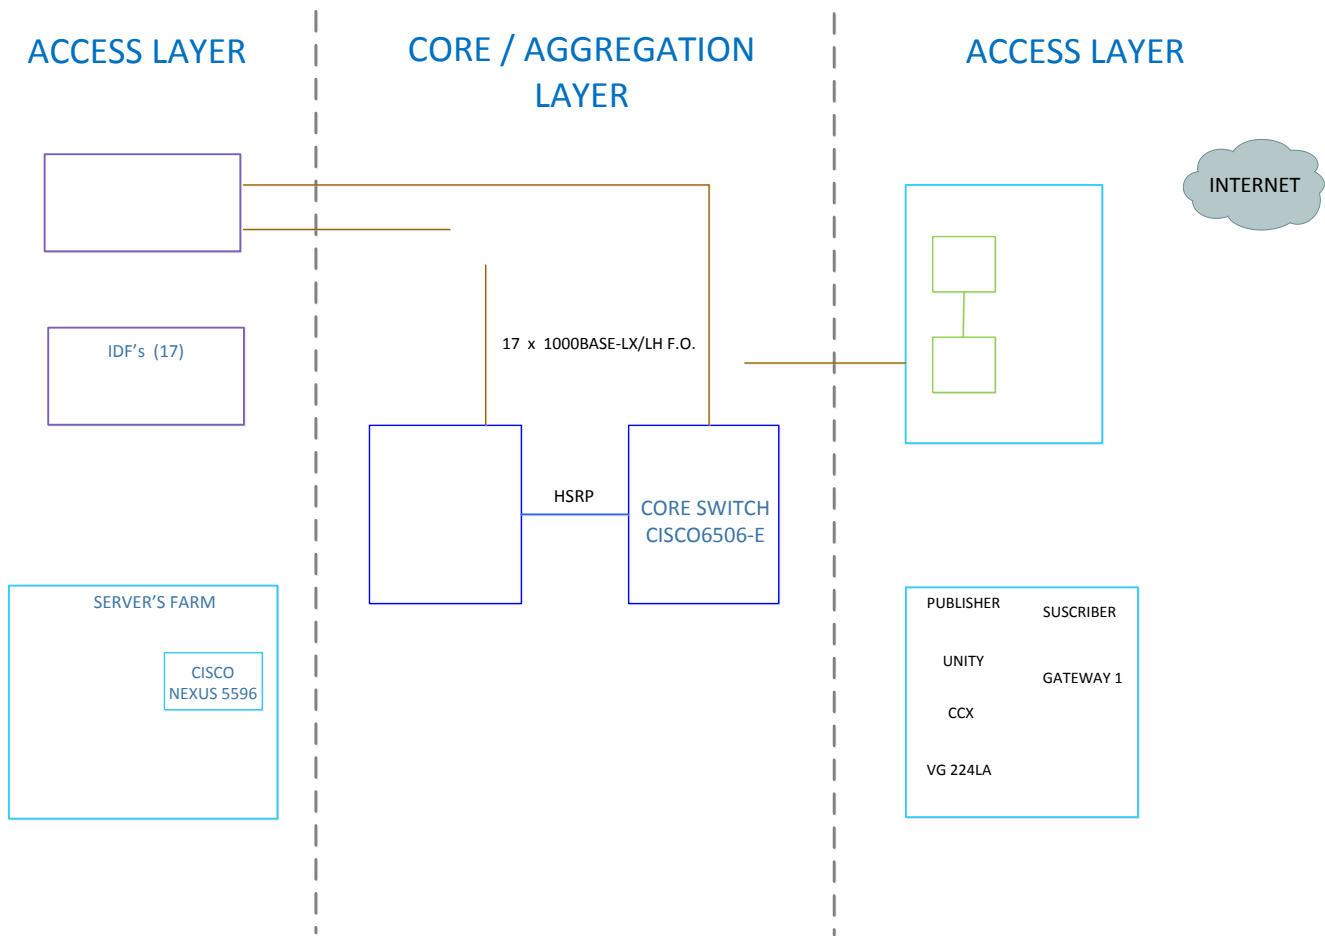 ACCESS LAYER
CORE / AGGREGATION
LAYER
ACCESS LAYER
INTERNET
IDF's (17)
17 x 1000BASE-LX/LH F.O.
HSRP
CORE SWITCH
CISCO6506-E
SERVER'S FARM
CISCO
NEXUS 5596
PUBLISHER
SUSCRIBER
UNITY
GATEWAY 1
CCX
VG 224LA